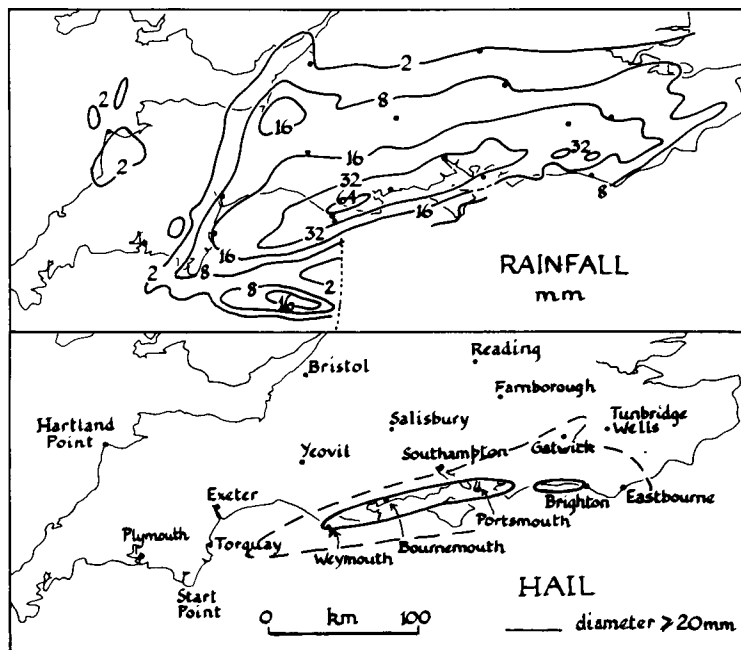 2
2
8
2
16
16
32
32
64
16
8
32
16
8
2
2
8
16
RAINFALL
mm
Reading
Bristol
Farnborough
Hartland
Point
Salisbury
Tunbridge
Wells
Yeovil
Southampton
Gatwick
Exeter
Brighton
Eastbourne
Plymouth
Torquay
Portsmouth
Weymouth
Bournemouth
Start
Point
HAIL
0 km 100
diameter ⩾ 20mm